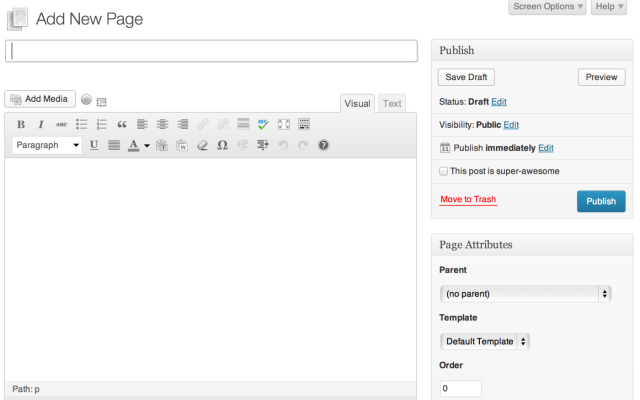 Screen Options Help
Add New Page
Publish
Save Draft Preview
Add Media
Visual Text
Status: Draft Edit
B I ABC
Visibility: Public Edit
Paragraph U A
Publish immediately Edit
This post is super-awesome
Move to Trash Publish
Page Attributes
Parent
(no parent)
Template
Default Template
Order
Path: p
0